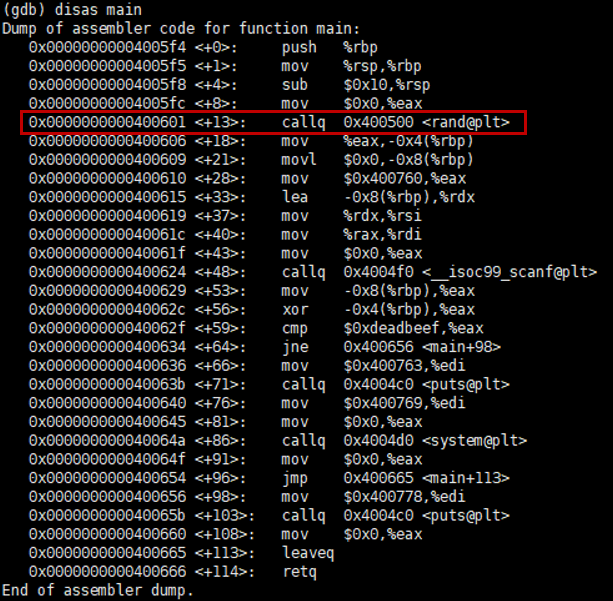 (gdb) disas main
Dump of assembler code for function main:
   0x00000000004005f4 <+0>:     push   %rbp
   0x00000000004005f5 <+1>:     mov    %rsp,%rbp
   0x00000000004005f8 <+4>:     sub    $0x10,%rsp
   0x00000000004005fc <+8>:     mov    $0x0,%eax
   0x0000000000400601 <+13>:    callq  0x400500 <rand@plt>
   0x0000000000400606 <+18>:    mov    %eax,-0x4(%rbp)
   0x0000000000400609 <+21>:    movl   $0x0,-0x8(%rbp)
   0x0000000000400610 <+28>:    mov    $0x400760,%eax
   0x0000000000400615 <+33>:    lea    -0x8(%rbp),%rdx
   0x0000000000400619 <+37>:    mov    %rdx,%rsi
   0x000000000040061c <+40>:    mov    %rax,%rdi
   0x000000000040061f <+43>:    mov    $0x0,%eax
   0x0000000000400624 <+48>:    callq  0x4004f0 <__isoc99_scanf@plt>
   0x0000000000400629 <+53>:    mov    -0x8(%rbp),%eax
   0x000000000040062c <+56>:    xor    -0x4(%rbp),%eax
   0x000000000040062f <+59>:    cmp    $0xdeadbeef,%eax
   0x0000000000400634 <+64>:    jne    0x400656 <main+98>
   0x0000000000400636 <+66>:    mov    $0x400763,%edi
   0x000000000040063b <+71>:    callq  0x4004c0 <puts@plt>
   0x0000000000400640 <+76>:    mov    $0x400769,%edi
   0x0000000000400645 <+81>:    mov    $0x0,%eax
   0x000000000040064a <+86>:    callq  0x4004d0 <system@plt>
   0x000000000040064f <+91>:    mov    $0x0,%eax
   0x0000000000400654 <+96>:    jmp    0x400665 <main+113>
   0x0000000000400656 <+98>:    mov    $0x400778,%edi
   0x000000000040065b <+103>:   callq  0x4004c0 <puts@plt>
   0x0000000000400660 <+108>:   mov    $0x0,%eax
   0x0000000000400665 <+113>:   leaveq
   0x0000000000400666 <+114>:   retq
End of assembler dump.